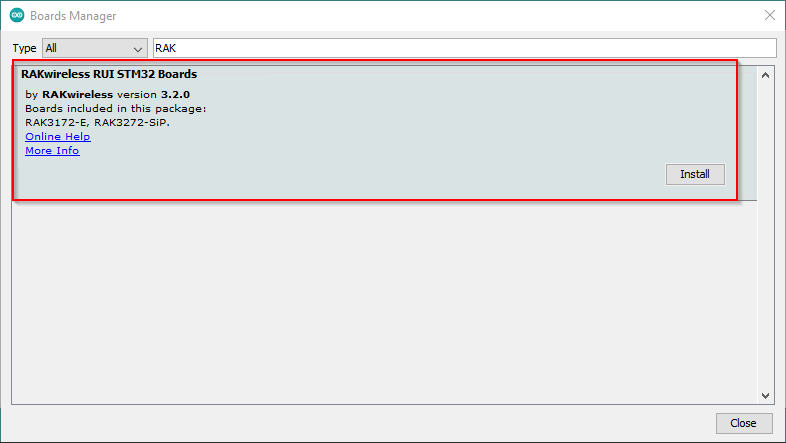 Boards Manager
Type All RAK
RAKwireless RUI STM32 Boards
by RAKwireless version 3.2.0
Boards included in this package:
RAK3172-E, RAK3272-SiP.
Online Help
More Info
Install
Close